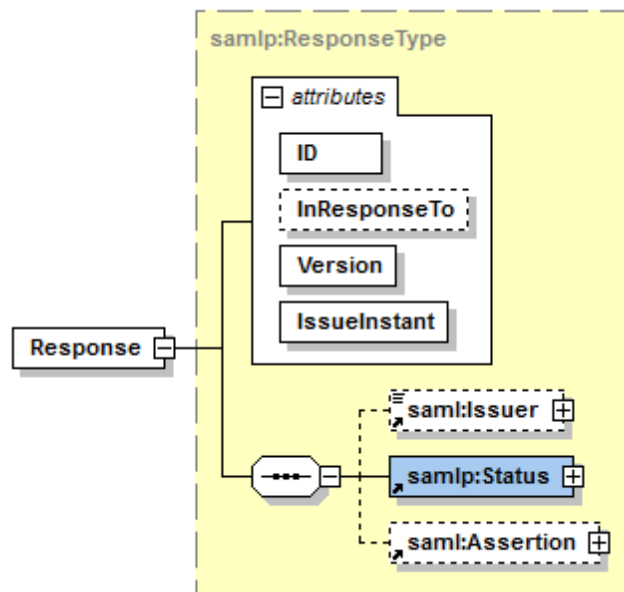 samlp:ResponseType
attributes
ID
InResponseTo
Version
IssueInstant
Response
saml:Issuer
samlp:Status
saml:Assertion